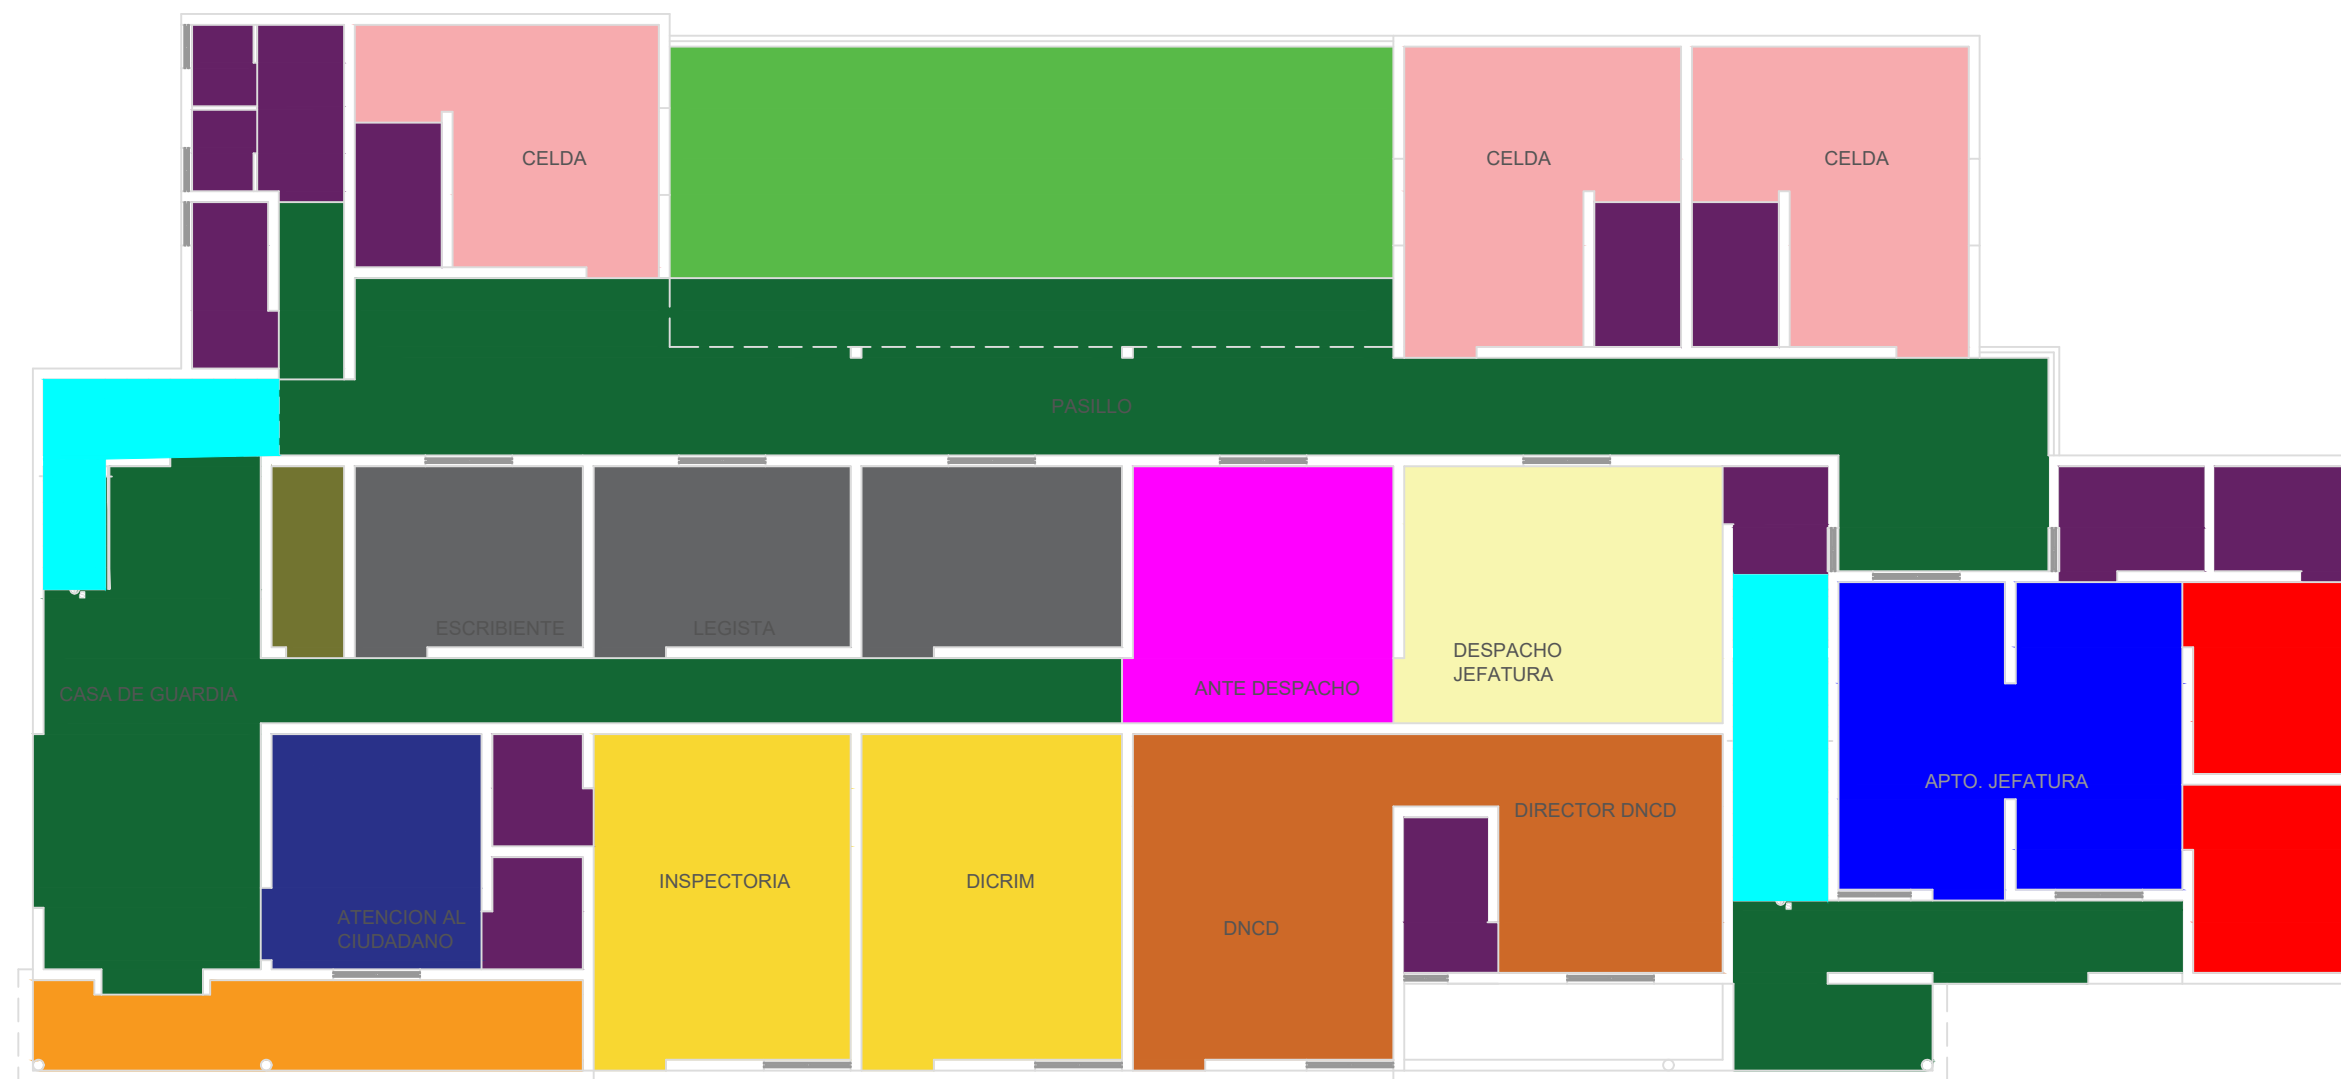 CELDA
CELDA
CELDA
PASILLO
ESCRIBIENTE
LEGISTA
DESPACHO
JEFATURA
ANTE DESPACHO
CASA DE GUARDIA
APTO. JEFATURA
DIRECTOR DNCD
INSPECTORIA
DICRIM
ATENCION AL
CIUDADANO
DNCD